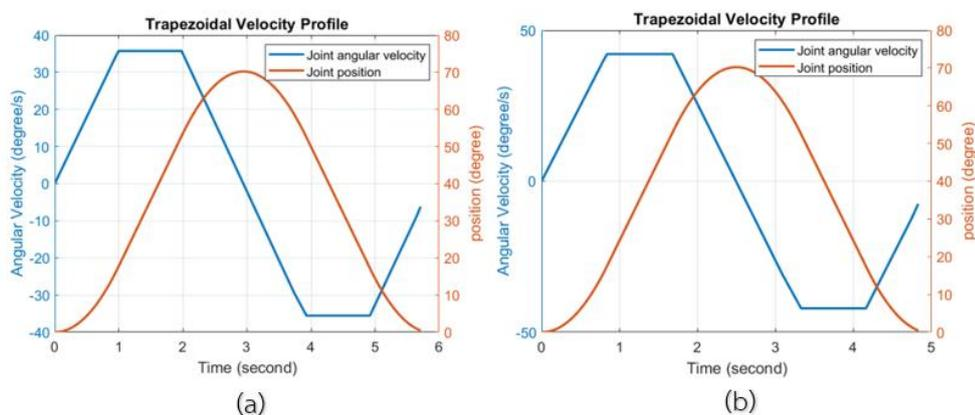 Trapezoidal Velocity Profile
40
30
20
10
0
-10
-20
-30
-40
Angular Velocity (degree/s)
Joint angular velocity
Joint position
80
70
60
50
40
30
20
10
0
position (degree)
0 1 2 3 4 5 6
Time (second)
(a)
Trapezoidal Velocity Profile
50
0
-50
Angular Velocity (degree/s)
Joint angular velocity
Joint position
80
70
60
50
40
30
20
10
0
position (degree)
0 1 2 3 4 5
Time (second)
(b)